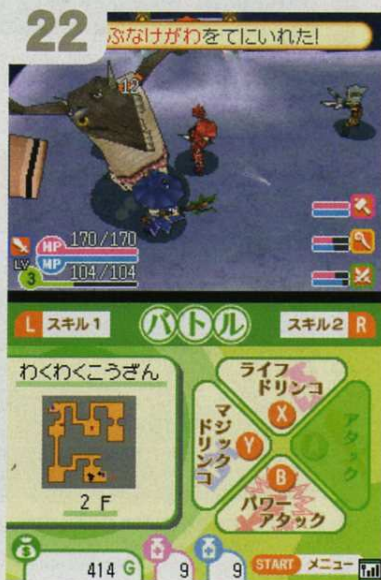 22
ぶなけがわをてにいれた!
12
HP 170/170
MP 104/104
LV
3
L スキル1
バトル
スキル2 R
わくわくこうざん
2 F
ライフ
ドリンコ
X
マジック
ドリンコ
Y
A
アタック
B
パワー
アタック
414 G
9
9
START メニュー